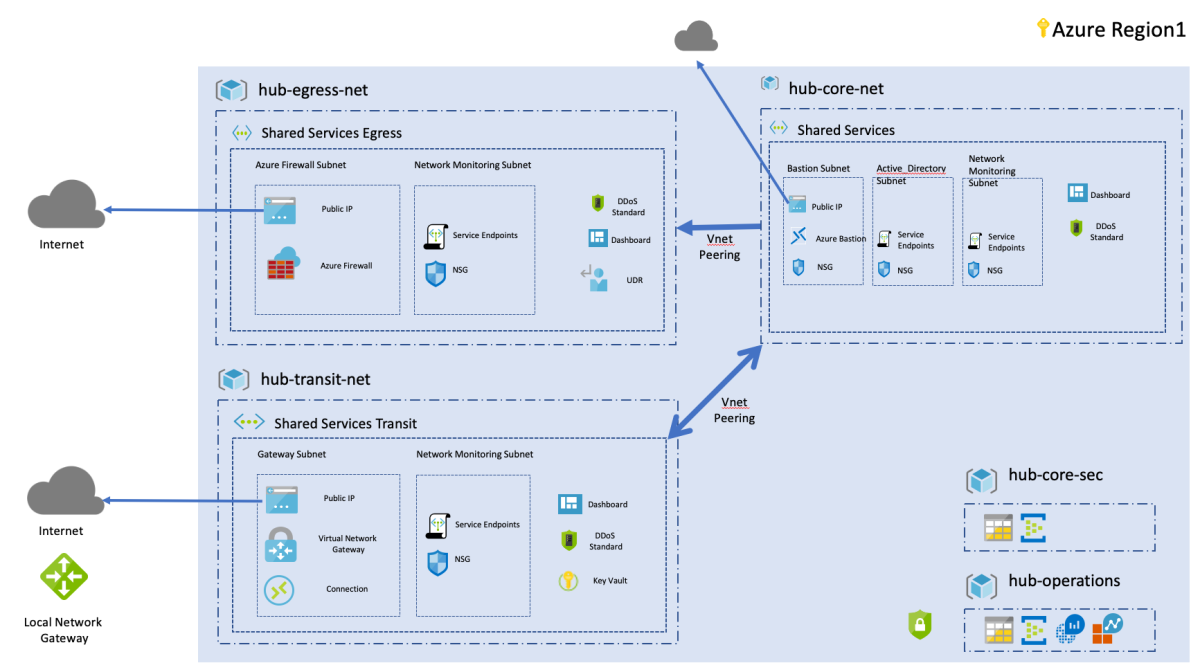 Azure Region1
hub-egress-net
Shared Services Egress
Azure Firewall Subnet
Public IP
Azure Firewall
Network Monitoring Subnet
Service Endpoints
NSG
DDoS
Standard
Dashboard
UDR
Internet
Vnet
Peering
hub-core-net
Shared Services
Bastion Subnet
Public IP
Azure Bastion
NSG
Active_Directory
Subnet
Service
Endpoints
NSG
Network
Monitoring
Subnet
Service
Endpoints
NSG
Dashboard
DDoS
Standard
hub-transit-net
Shared Services Transit
Gateway Subnet
Public IP
Virtual Network
Gateway
Connection
Network Monitoring Subnet
Service Endpoints
NSG
Dashboard
DDoS
Standard
Key Vault
Vnet
Peering
Internet
Local Network
Gateway
hub-core-sec
hub-operations